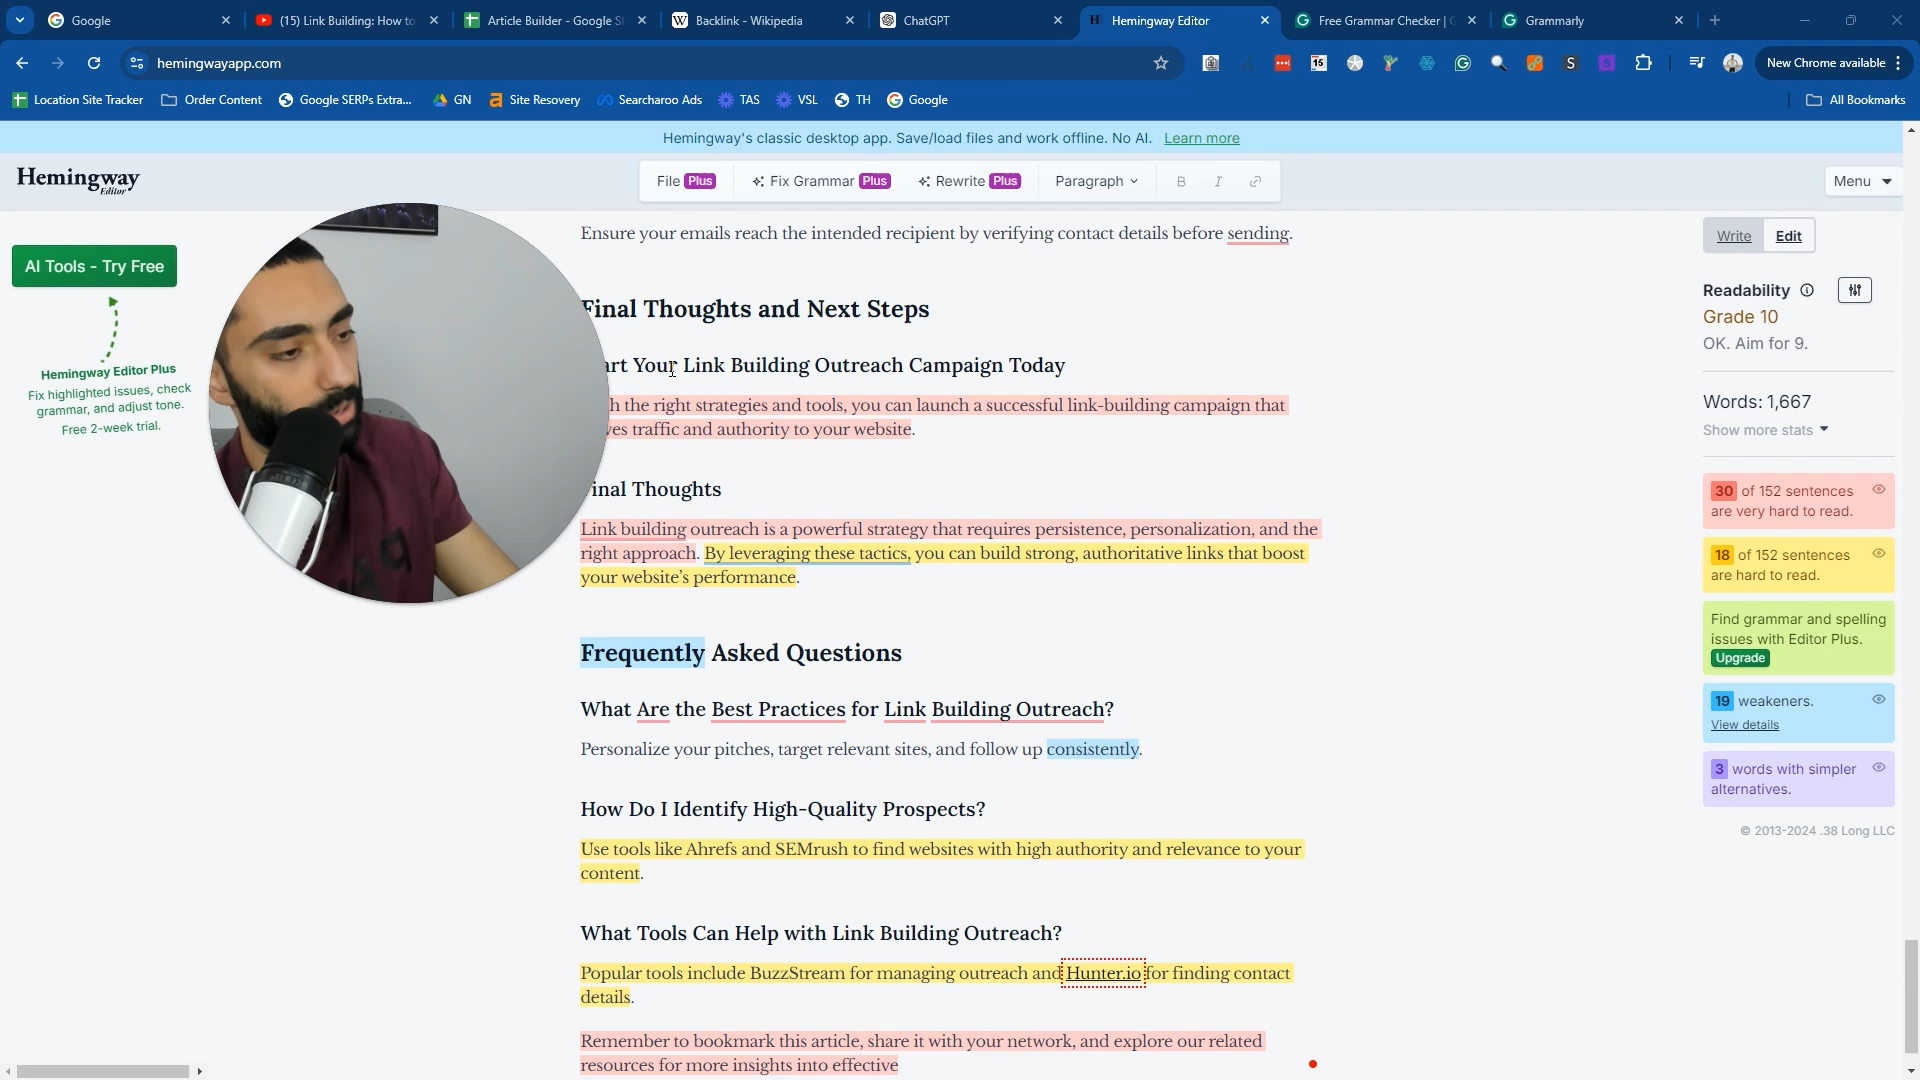 Google
(15) Link Building: How to
Article Builder - Google S
Backlink - Wikipedia
ChatGPT
Hemingway Editor
Free Grammar Checker |
Grammarly
hemingwayapp.com
New Chrome available
Location Site Tracker
Order Content
Google SERPs Extra...
GN
Site Recovery
Searcharoo Ads
TAS
VSL
TH
Google
All Bookmarks
Hemingway's classic desktop app. Save/load files and work offline. No AI. Learn more
Hemingway
Editor
File Plus
Fix Grammar Plus
Rewrite Plus
Paragraph
B
I
Menu
AI Tools - Try Free
Hemingway Editor Plus
Fix highlighted issues, check
grammar, and adjust tone.
Free 2-week trial.
Ensure your emails reach the intended recipient by verifying contact details before sending.
Final Thoughts and Next Steps
art Your Link Building Outreach Campaign Today
h the right strategies and tools, you can launch a successful link-building campaign that
ves traffic and authority to your website.
inal Thoughts
Link building outreach is a powerful strategy that requires persistence, personalization, and the
right approach. By leveraging these tactics, you can build strong, authoritative links that boost
your website's performance.
Frequently Asked Questions
What Are the Best Practices for Link Building Outreach?
Personalize your pitches, target relevant sites, and follow up consistently.
How Do I Identify High-Quality Prospects?
Use tools like Ahrefs and SEMrush to find websites with high authority and relevance to your
content.
What Tools Can Help with Link Building Outreach?
Popular tools include BuzzStream for managing outreach and Hunter.io for finding contact
details.
Remember to bookmark this article, share it with your network, and explore our related
resources for more insights into effective
Write
Edit
Readability
Grade 10
OK. Aim for 9.
Words: 1,667
Show more stats
30 of 152 sentences
are very hard to read.
18 of 152 sentences
are hard to read.
Find grammar and spelling
issues with Editor Plus.
Upgrade
19 weakeners.
View details
3 words with simpler
alternatives.
© 2013-2024 .38 Long LLC